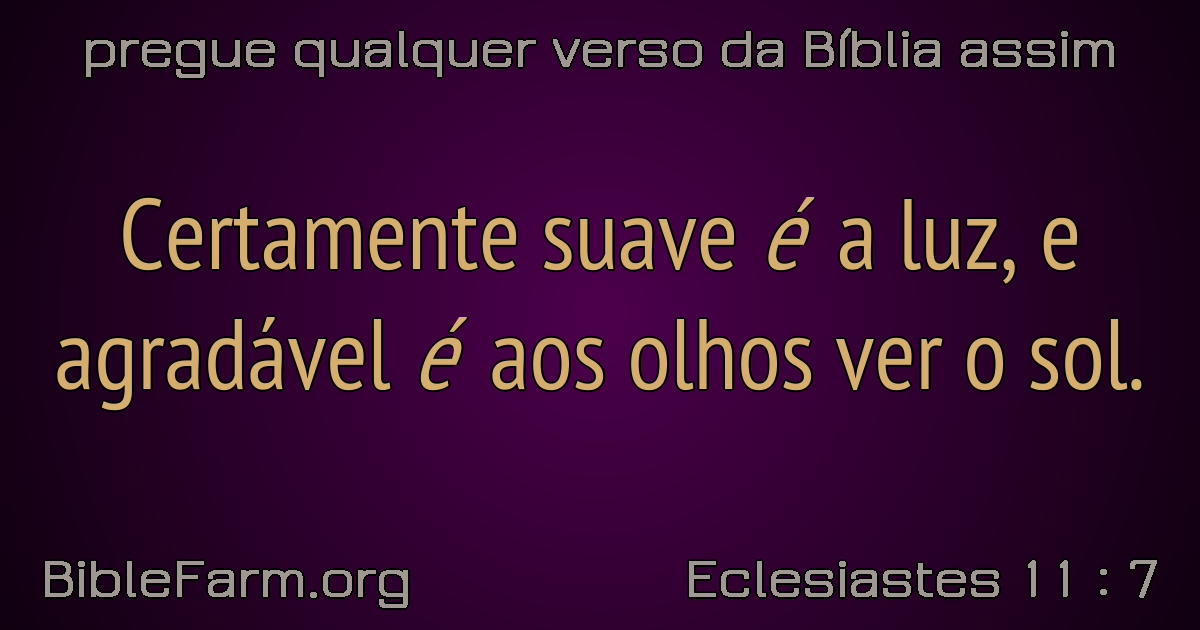 pregue qualquer verso da Bíblia assim
Certamente suave é a luz, e
agradável é aos olhos ver o sol.
BibleFarm.org
Eclesiastes 11 : 7